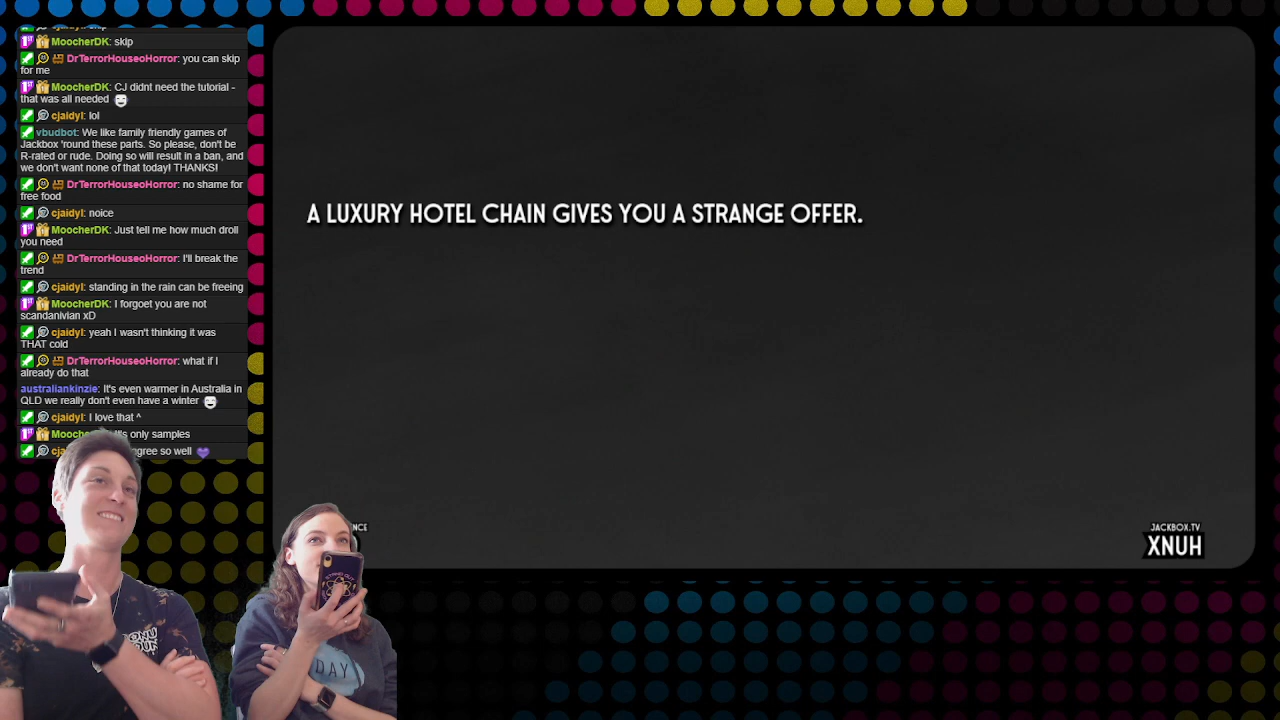 MoocherDK: skip
DrTerrorHouseoHorror: you can skip
for me
MoocherDK: CJ didnt need the tutorial -
that was all needed
cjaidyl: lol
vbudbot: We like family friendly games of
Jackbox 'round these parts. So please, don't be
R-rated or rude. Doing so will result in a ban, and
we don't want none of that today! THANKS!
DrTerrorHouseoHorror: no shame for
free food
cjaidyl: noice
MoocherDK: Just tell me how much droll
you need
DrTerrorHouseoHorror: I'll break the
trend
cjaidyl: standing in the rain can be freeing
MoocherDK: I forgoet you are not
scandanivian xD
cjaidyl: yeah I wasn't thinking it was
THAT cold
DrTerrorHouseoHorror: what if I
already do that
australiankinzie: It's even warmer in Australia in
QLD we really don't even have a winter
cjaidyl: I love that ^
only samples
so well
A LUXURY HOTEL CHAIN GIVES YOU A STRANGE OFFER.
JACKBOX.TV
XNUH
DAY